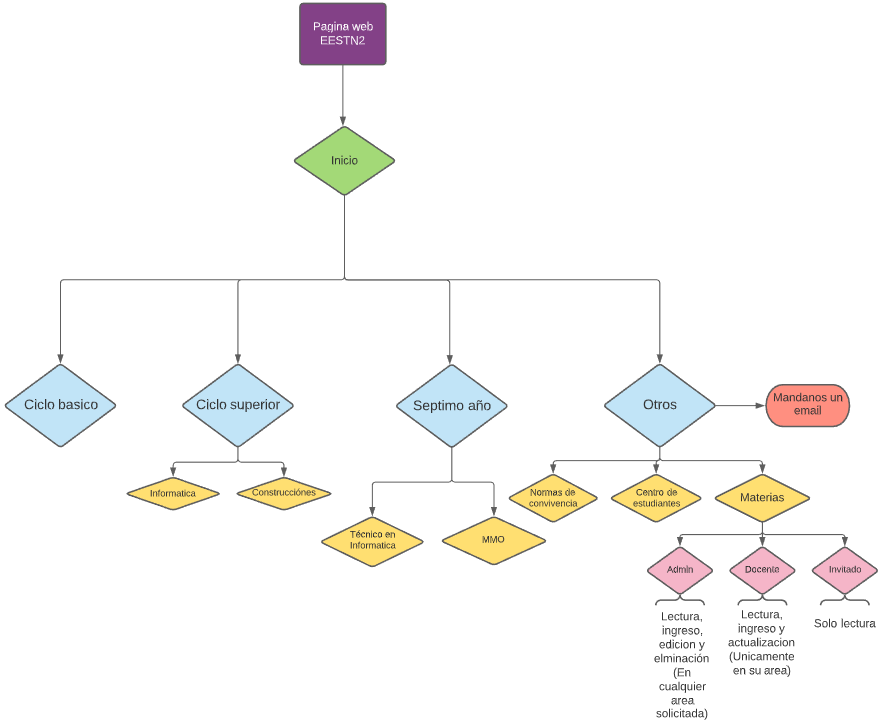 Pagina web
EESTN2
Inicio
Ciclo basico
Ciclo superior
Septimo año
Otros
Mandanos un
email
Informatica
Construcciónes
Técnico en
Informatica
MMO
Normas de
convivencia
Centro de
estudiantes
Materias
Admin
Docente
Invitado
Lectura,
ingreso,
edicion y
elminación
(En
cualquier
area
solicitada)
Lectura,
ingreso y
actualizacion
(Unicamente
en su area)
Solo lectura